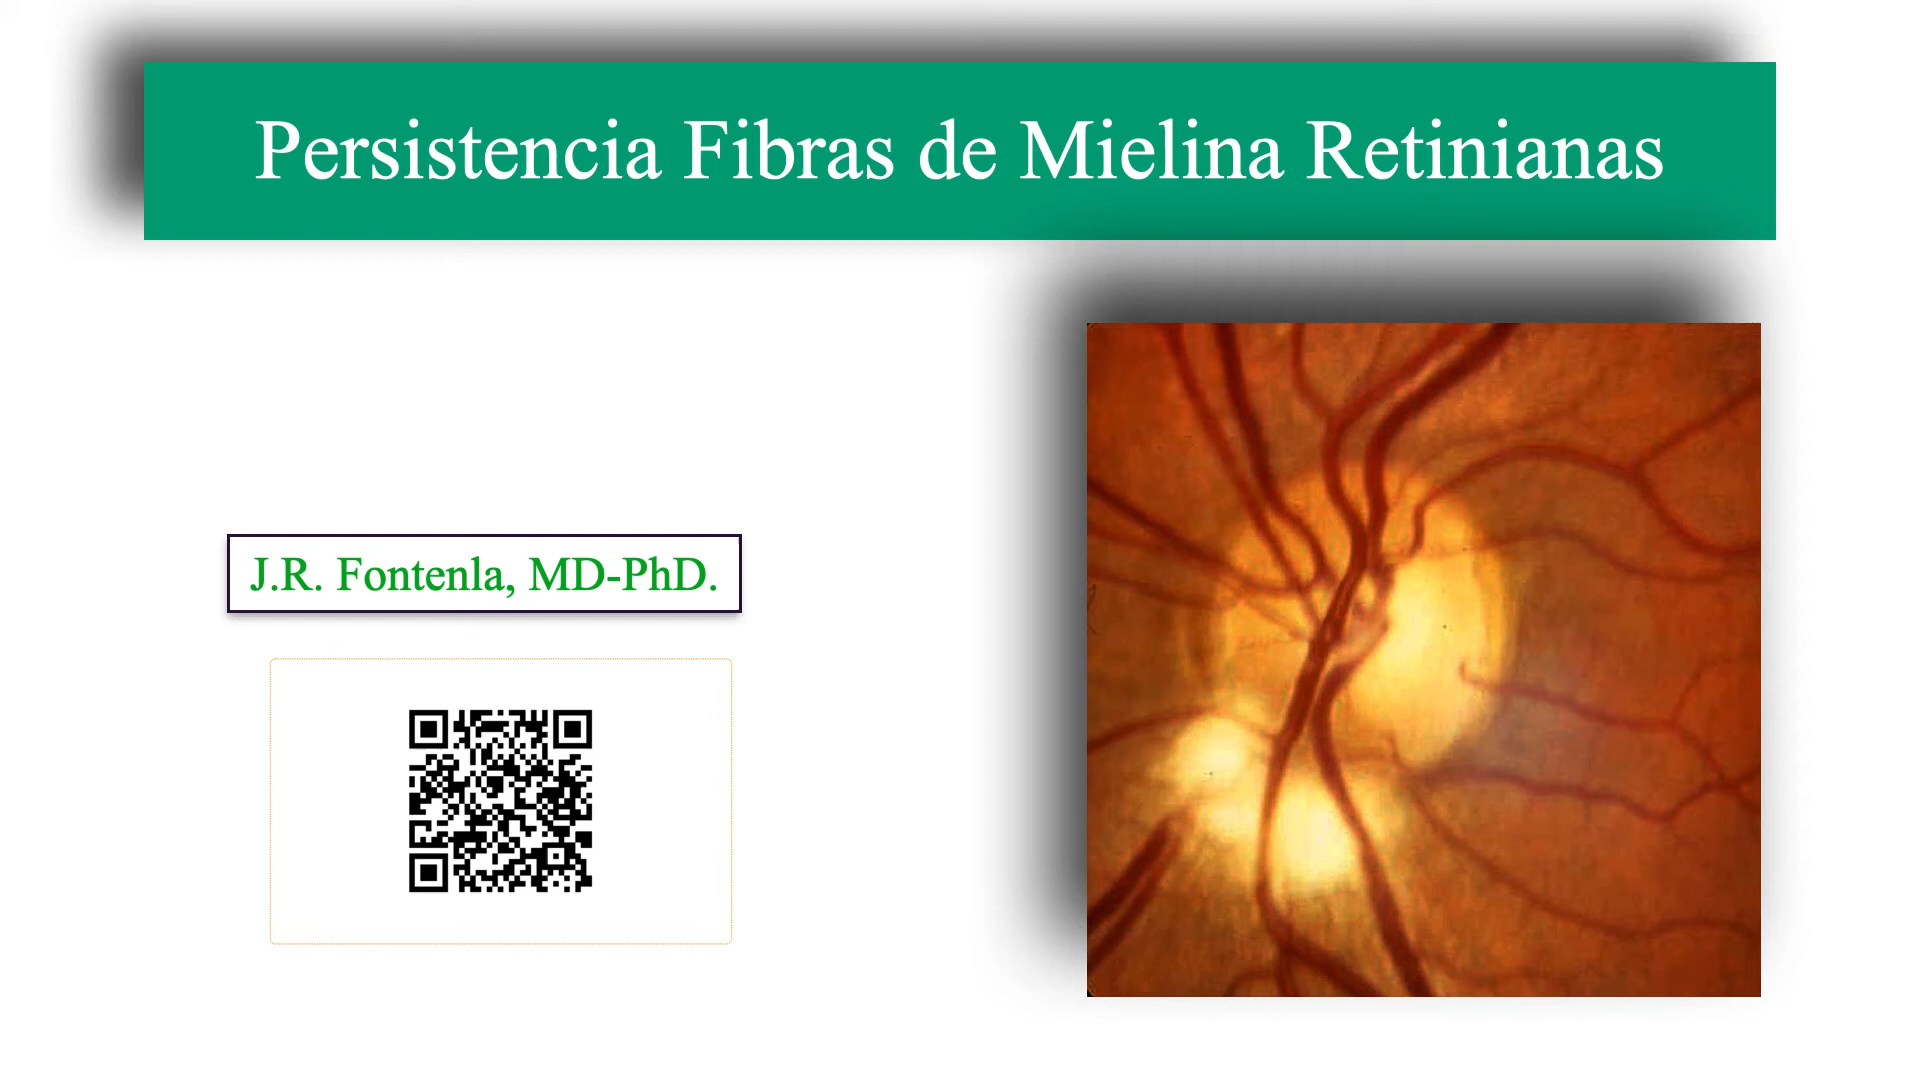 Persistencia Fibras de Mielina Retinianas
J.R. Fontenla, MD-PhD.